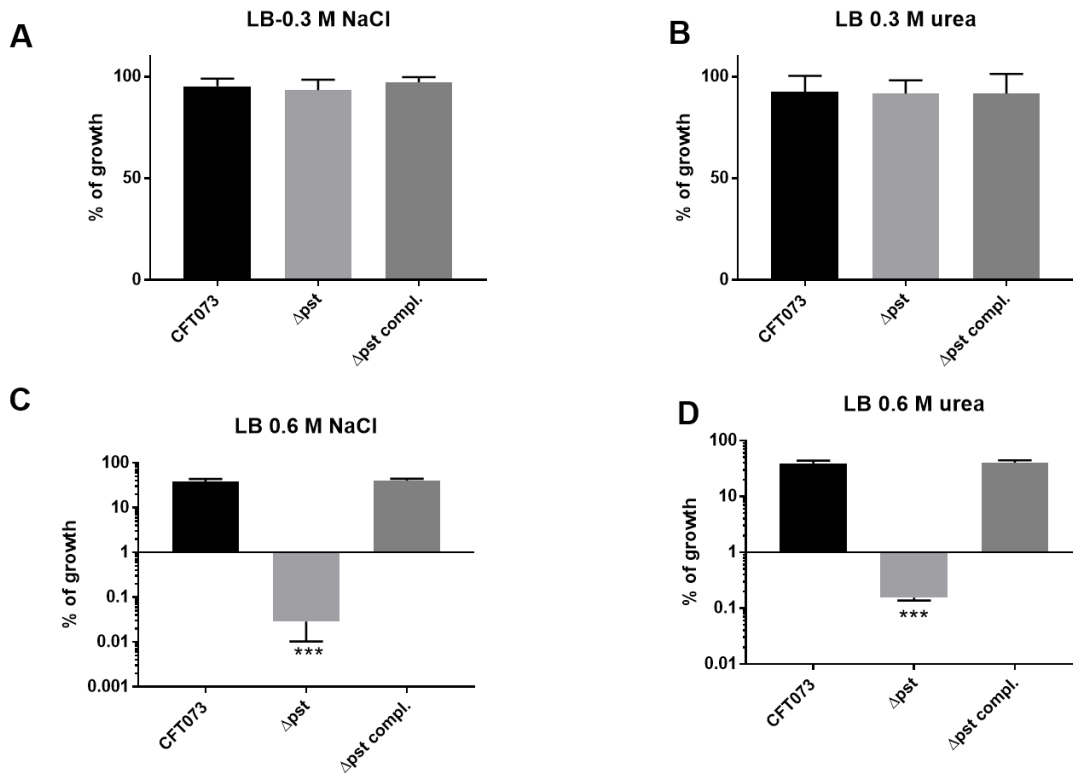 A
LB-0.3 M NaCl
% of growth
100
50
0
CFT073
Δpst
Δpst compl.
B
LB 0.3 M urea
% of growth
100
50
0
CFT073
Δpst
Δpst compl.
C
LB 0.6 M NaCl
% of growth
100
10
1
0.1
0.01
0.001
***
CFT073
Δpst
Δpst compl.
D
LB 0.6 M urea
% of growth
100
10
1
0.1
0.01
***
CFT073
Δpst
Δpst compl.